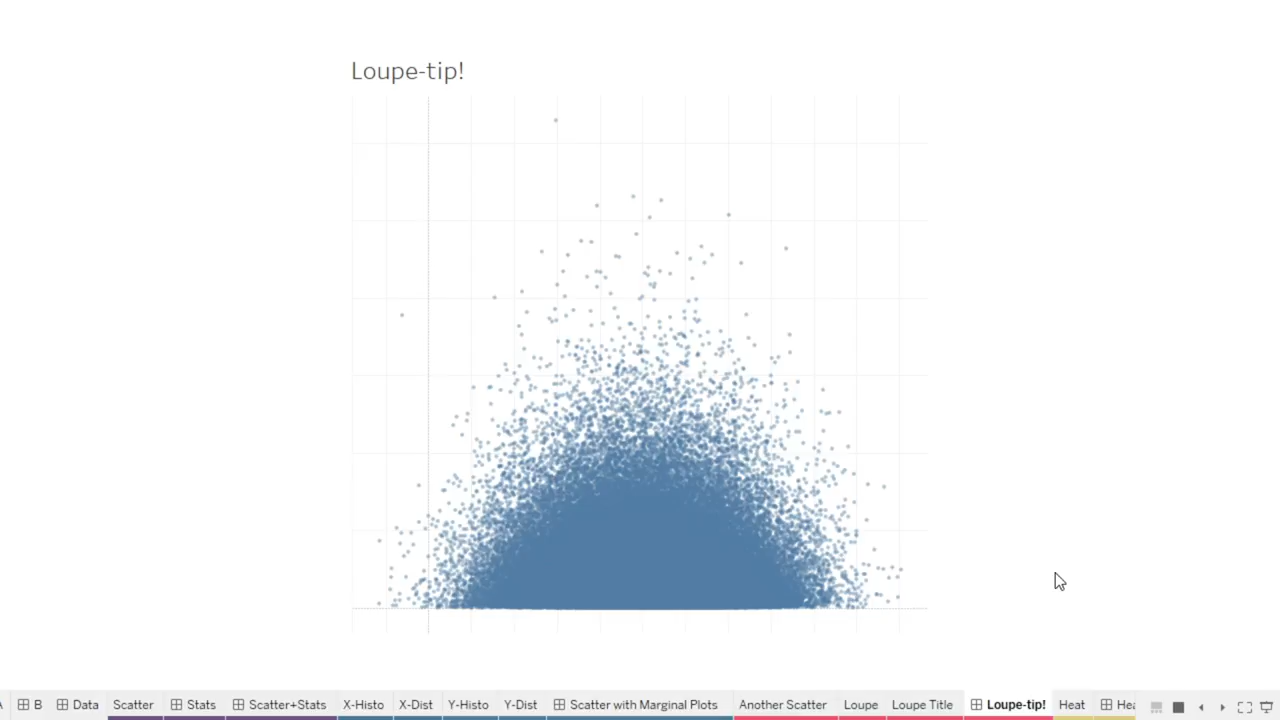 Loupe-tip!
B Data Scatter Stats Scatter+Stats X-Histo X-Dist Y-Histo Y-Dist Scatter with Marginal Plots Another Scatter Loupe Loupe Title Loupe-tip! Heat